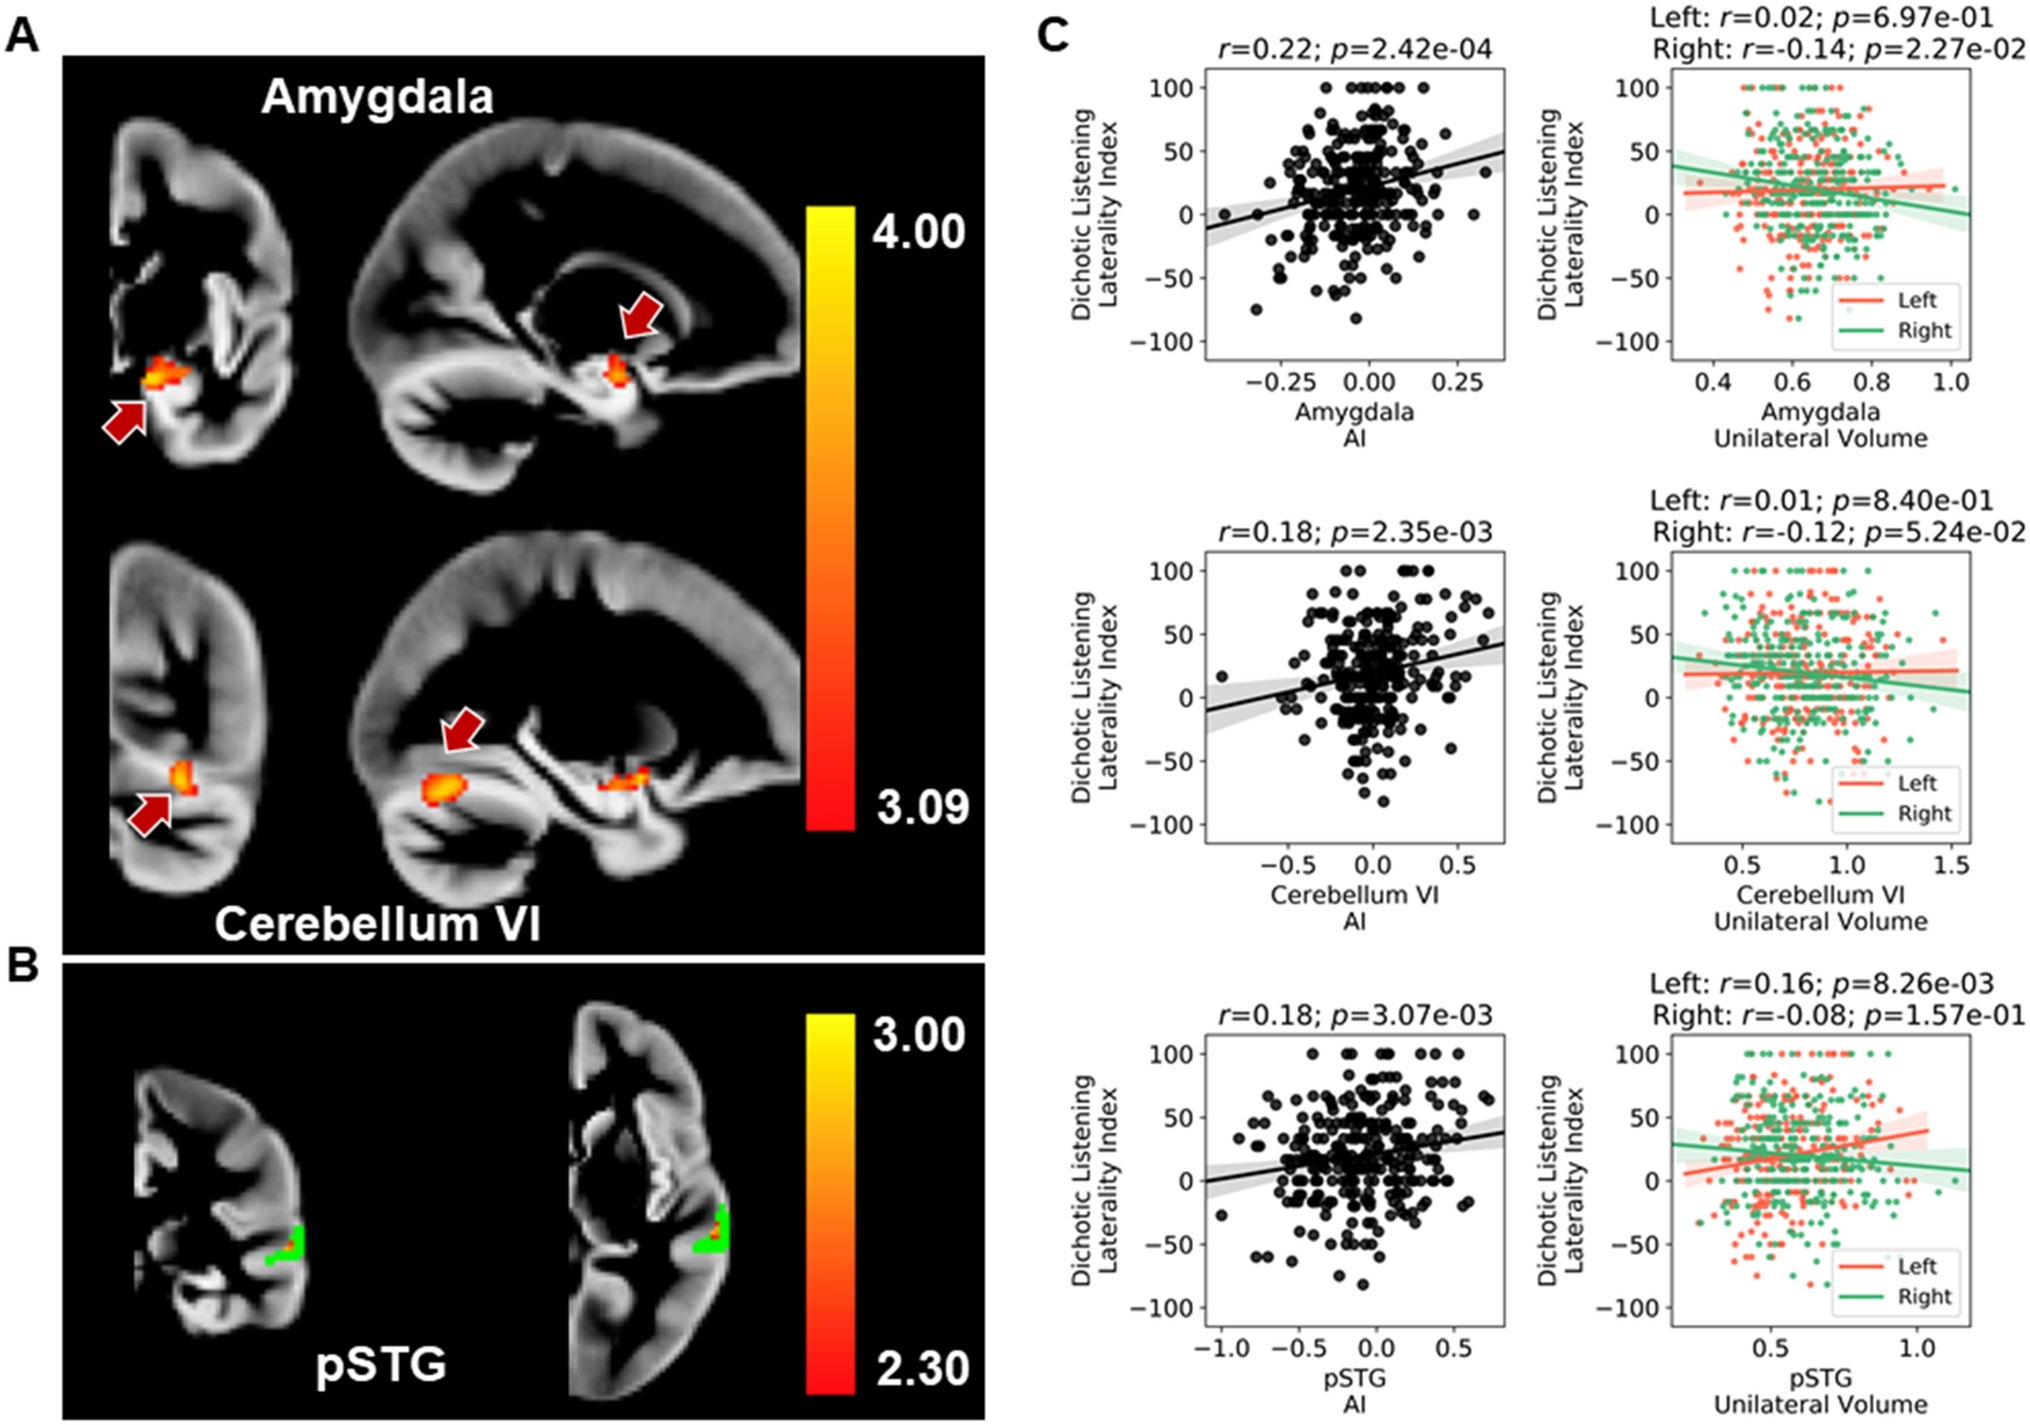 A
Amygdala
4.00
3.09
Cerebellum VI
B
3.00
2.30
pSTG
C
r=0.22; p=2.42e-04
100
50
0
−50
−100
Dichotic Listening
Laterality Index
−0.25 0.00 0.25
Amygdala
AI
Left: r=0.02; p=6.97e-01
Right: r=-0.14; p=2.27e-02
100
50
0
−50
−100
Dichotic Listening
Laterality Index
Left
Right
0.4 0.6 0.8 1.0
Amygdala
Unilateral Volume
r=0.18; p=2.35e-03
100
50
0
−50
−100
Dichotic Listening
Laterality Index
−0.5 0.0 0.5
Cerebellum VI
AI
Left: r=0.01; p=8.40e-01
Right: r=-0.12; p=5.24e-02
100
50
0
−50
−100
Dichotic Listening
Laterality Index
Left
Right
0.5 1.0 1.5
Cerebellum VI
Unilateral Volume
r=0.18; p=3.07e-03
100
50
0
−50
−100
Dichotic Listening
Laterality Index
−1.0 −0.5 0.0 0.5
pSTG
AI
Left: r=0.16; p=8.26e-03
Right: r=-0.08; p=1.57e-01
100
50
0
−50
−100
Dichotic Listening
Laterality Index
Left
Right
0.5 1.0
pSTG
Unilateral Volume